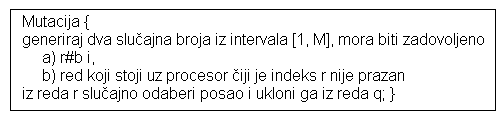 Mutacija {
generiraj dva slučajna broja iz intervala [1, M], mora biti zadovoljeno
a) r#b i,
b) red koji stoji uz procesor čiji je indeks r nije prazan
iz reda r slučajno odaberi posao i ukloni ga iz reda q; }